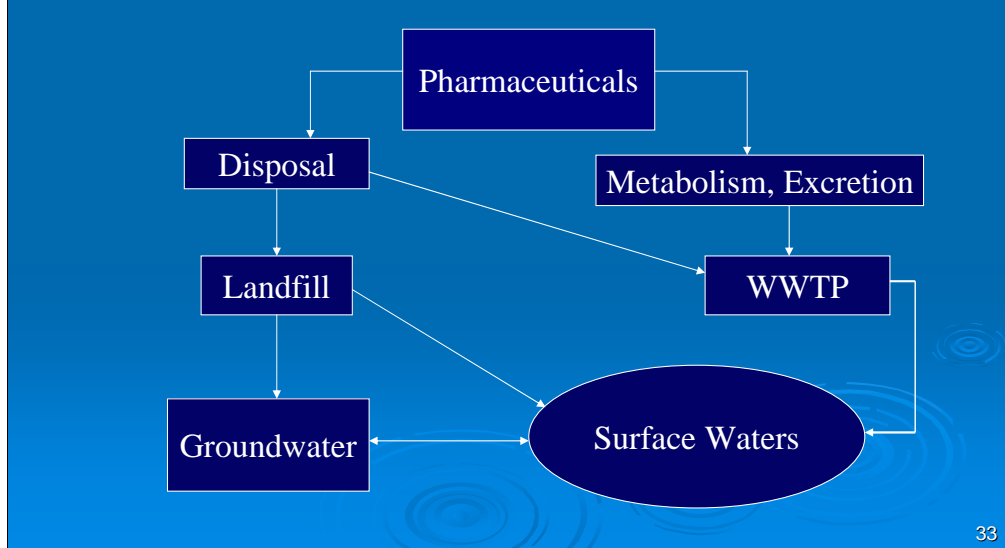 Pharmaceuticals
Disposal
Metabolism, Excretion
Landfill
WWTP
Groundwater
Surface Waters
33